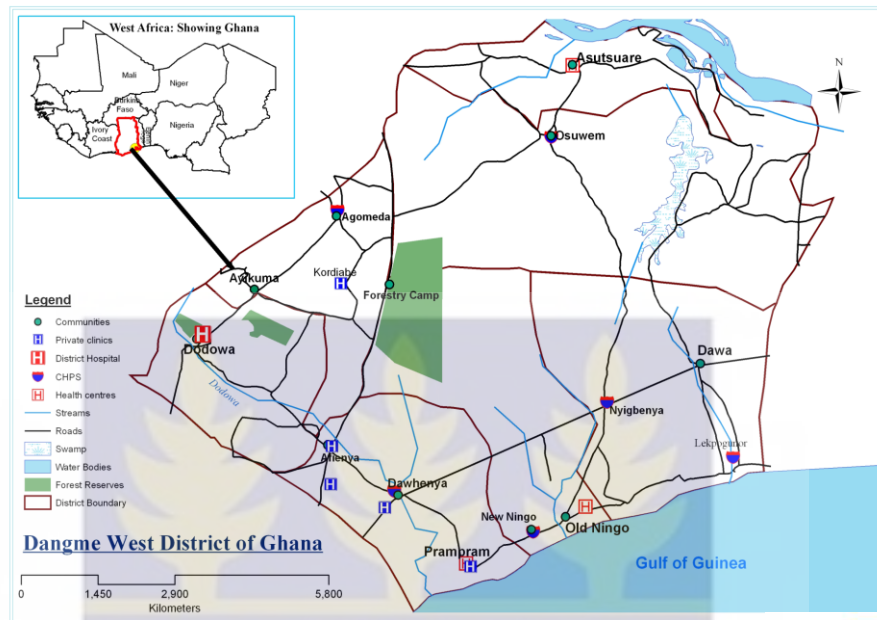 West Africa: Showing Ghana
Mali
Niger
Burkina
Faso
Ivory
Coast
Nigeria
N
Asutsuare
Osuwem
Agomeda
Kordiabe
Ayikuma
Forestry Camp
Legend
Communities
Private clinics
District Hospital
CHPS
Health centres
Streams
Roads
Swamp
Water Bodies
Forest Reserves
District Boundary
Dodowa
Dodowa
Dawa
Nyigbenya
Lekpogunor
Afienya
Dawhenya
New Ningo
Old Ningo
Prampram
Gulf of Guinea
Dangme West District of Ghana
0 1,450 2,900 5,800
Kilometers